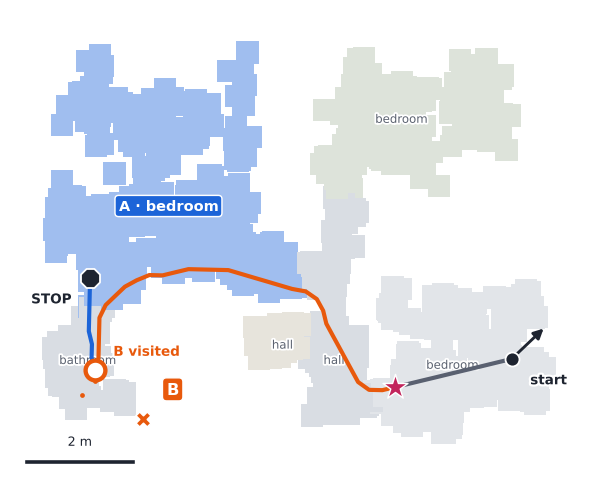 bedroom
A · bedroom
STOP
hall
bathroom
B visited
hall
bedroom
start
B
2 m